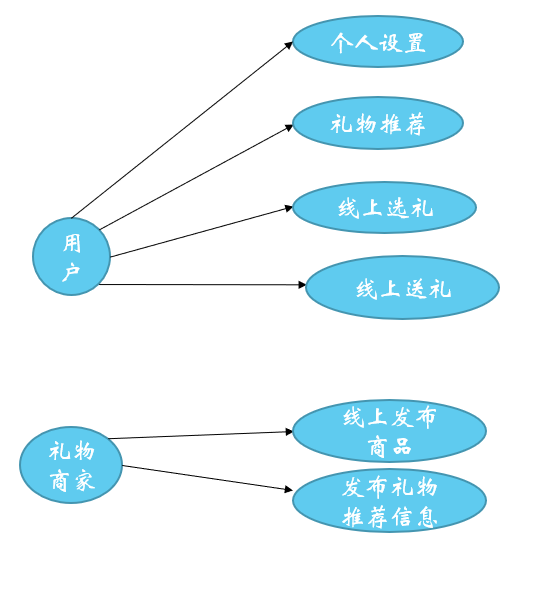 个人设置
礼物推荐
线上选礼
用
户
线上送礼
线上发布
商品
礼物
商家
发布礼物
推荐信息